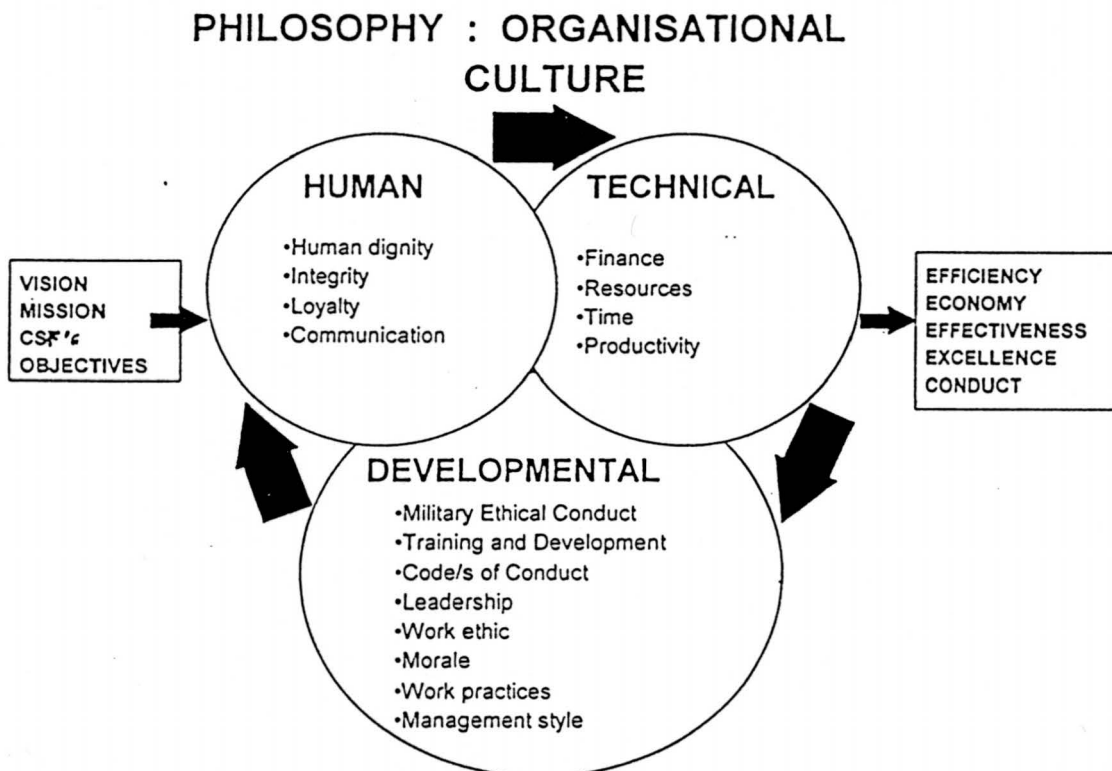 PHILOSOPHY : ORGANISATIONAL
CULTURE
HUMAN
•Human dignity
•Integrity
•Loyalty
•Communication
TECHNICAL
•Finance
•Resources
•Time
•Productivity
VISION
MISSION
CSF's
OBJECTIVES
EFFICIENCY
ECONOMY
EFFECTIVENESS
EXCELLENCE
CONDUCT
DEVELOPMENTAL
•Military Ethical Conduct
•Training and Development
•Code/s of Conduct
•Leadership
•Work ethic
•Morale
•Work practices
•Management style